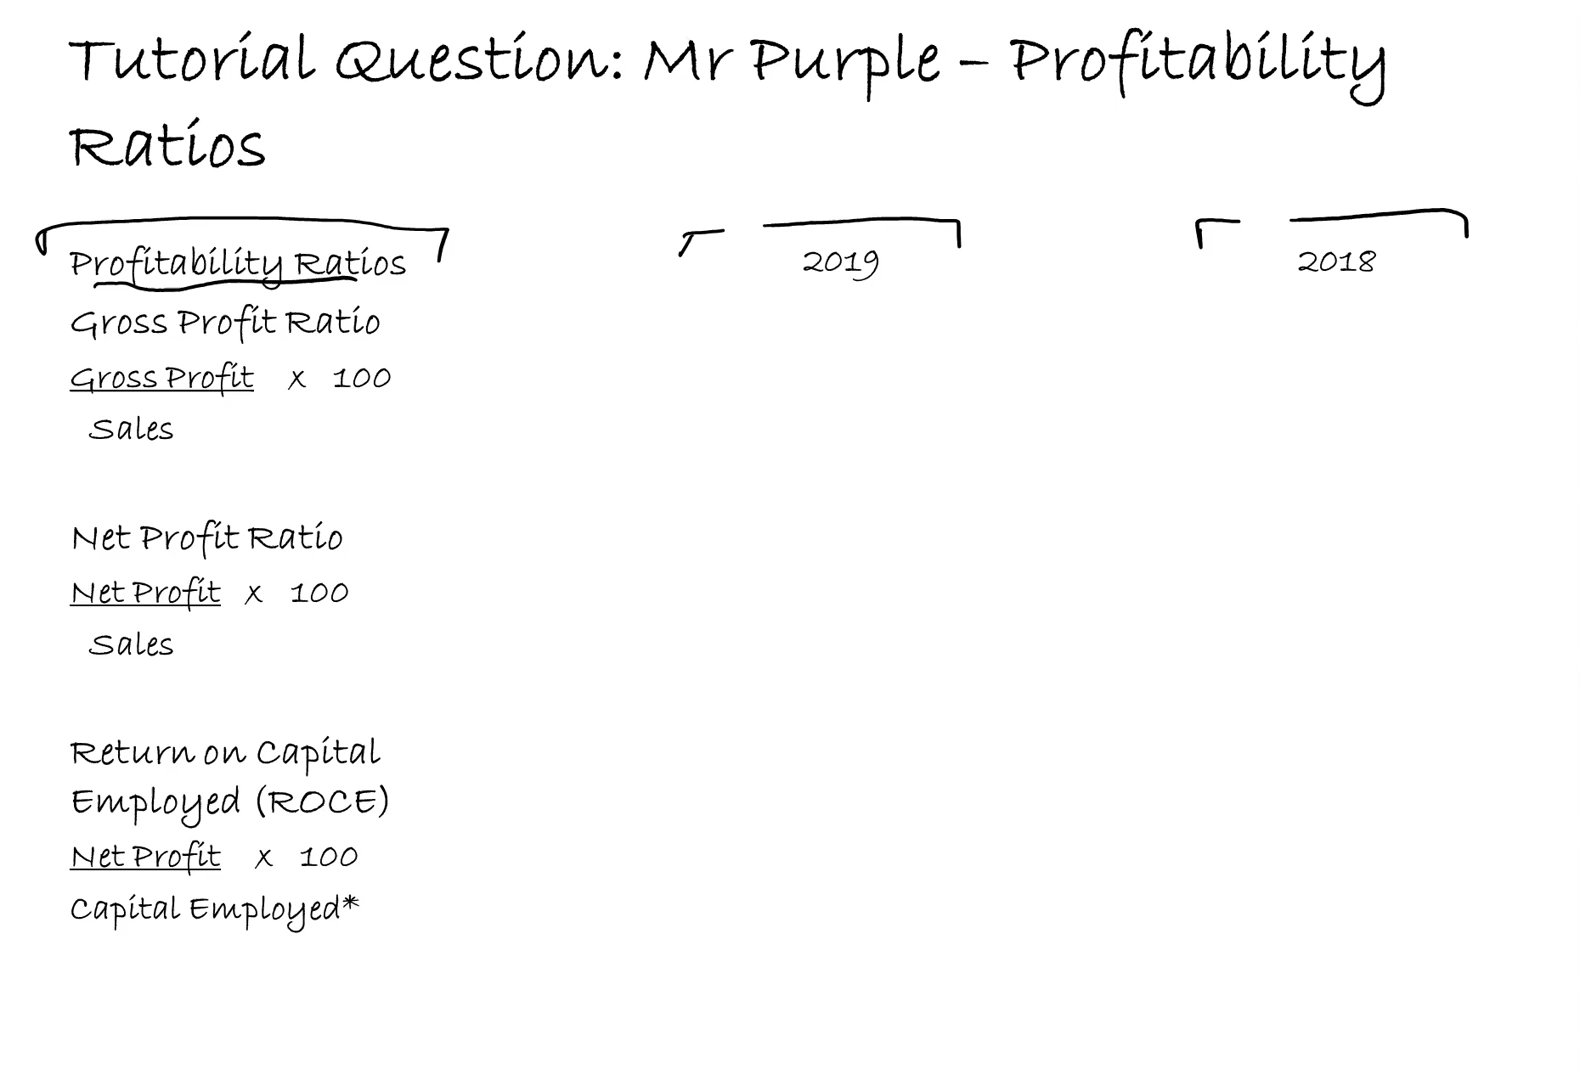 Tutorial Question: Mr Purple – Profitability
Ratios
Profitability Ratios 2019 2018
Gross Profit Ratio
Gross Profit x 100
Sales
Net Profit Ratio
Net Profit x 100
Sales
Return on Capital
Employed (ROCE)
Net Profit x 100
Capital Employed*